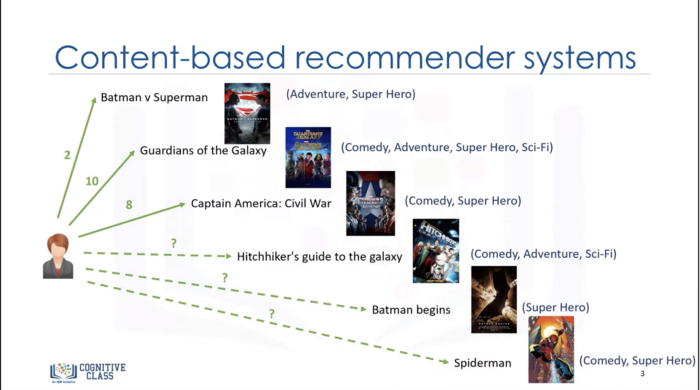 Content-based recommender systems
Batman v Superman (Adventure, Super Hero)
2
Guardians of the Galaxy (Comedy, Adventure, Super Hero, Sci-Fi)
10
8
Captain America: Civil War (Comedy, Super Hero)
?
Hitchhiker's guide to the galaxy (Comedy, Adventure, Sci-Fi)
?
Batman begins (Super Hero)
?
Spiderman (Comedy, Super Hero)
COGNITIVE
CLASS
3